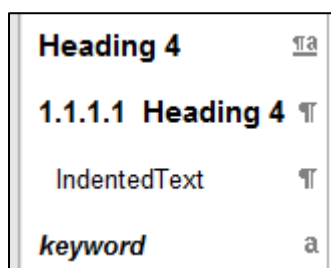 Heading 4 ¶a
1.1.1.1 Heading 4 ¶
IndentedText ¶
keyword a